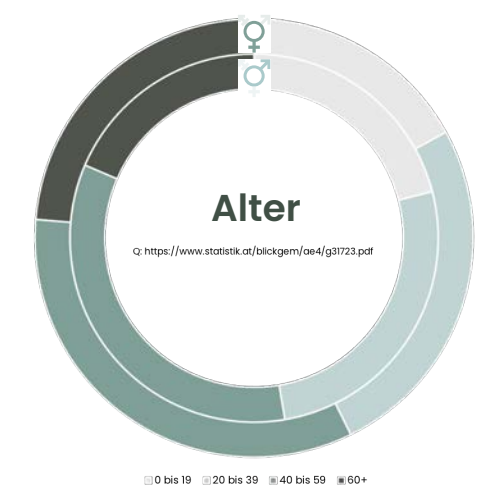 Alter
Q: https://www.statistik.at/blickgem/ae4/g31723.pdf
0 bis 19 20 bis 39 40 bis 59 60+